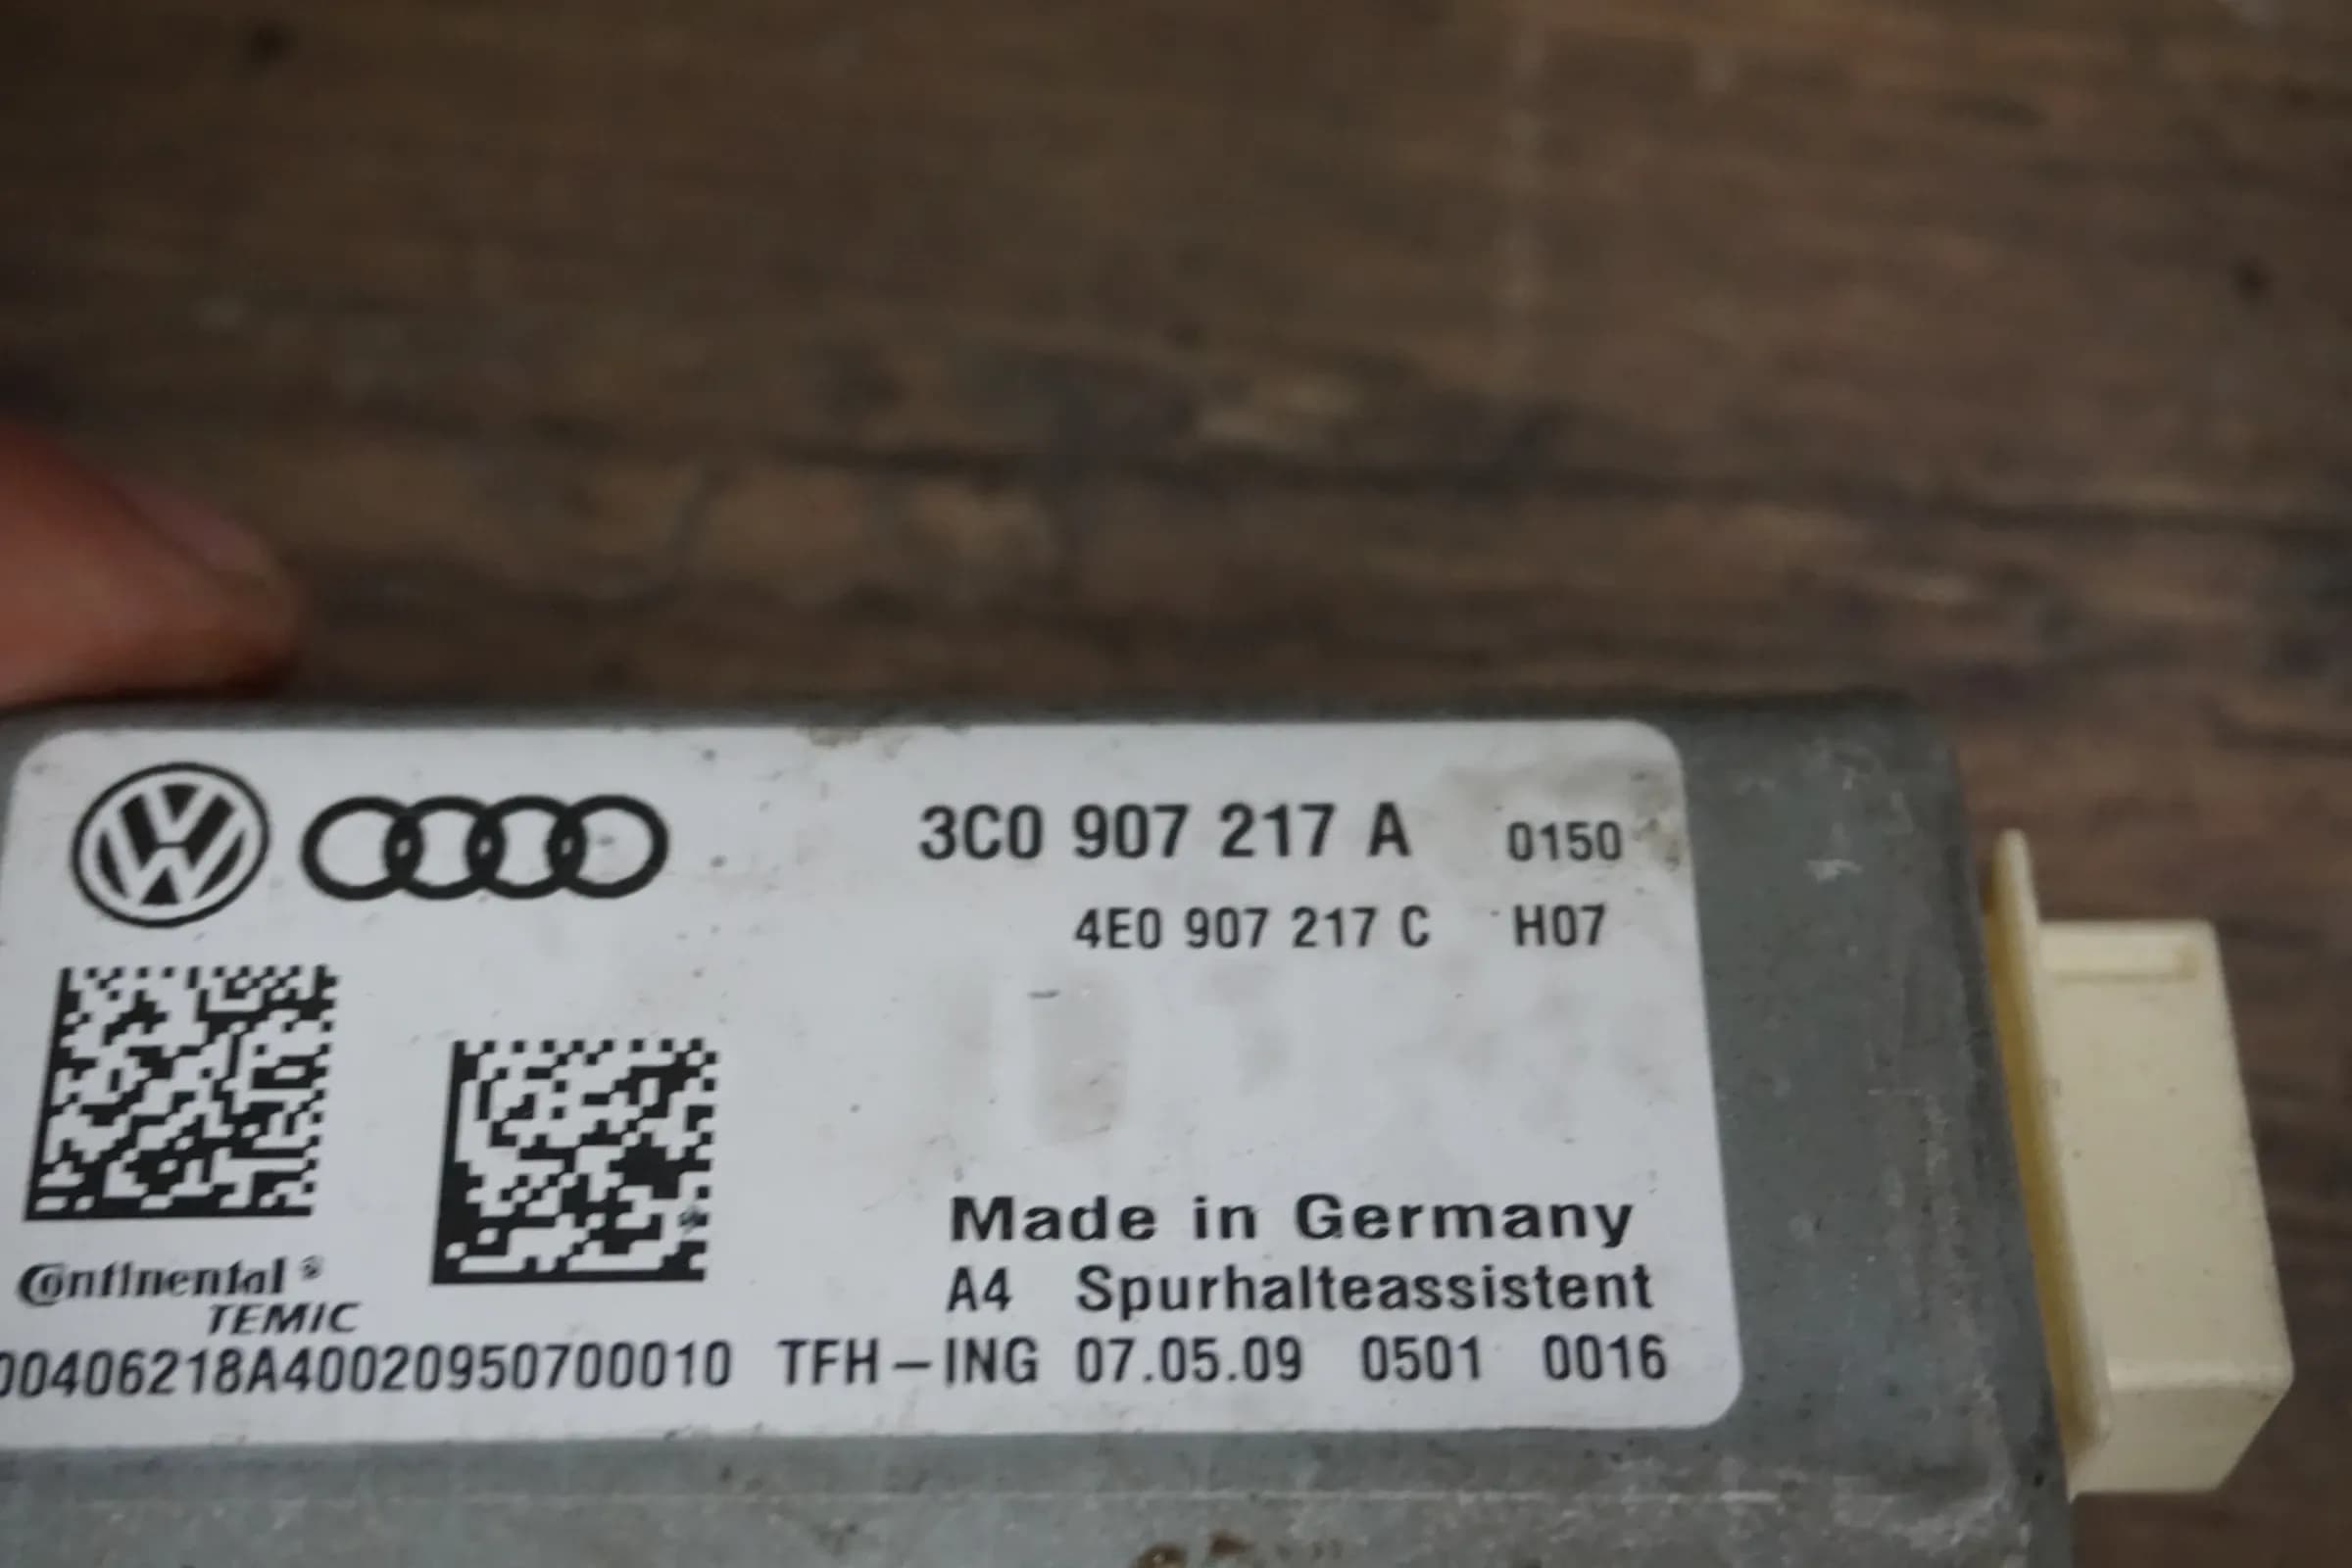 3C0 907 217 A 0150
4E0 907 217 C H07
Made in Germany
A4 Spurhalteassistent
Continental®
TEMIC
00406218A40020950700010 TFH-ING 07.05.09 0501 0016